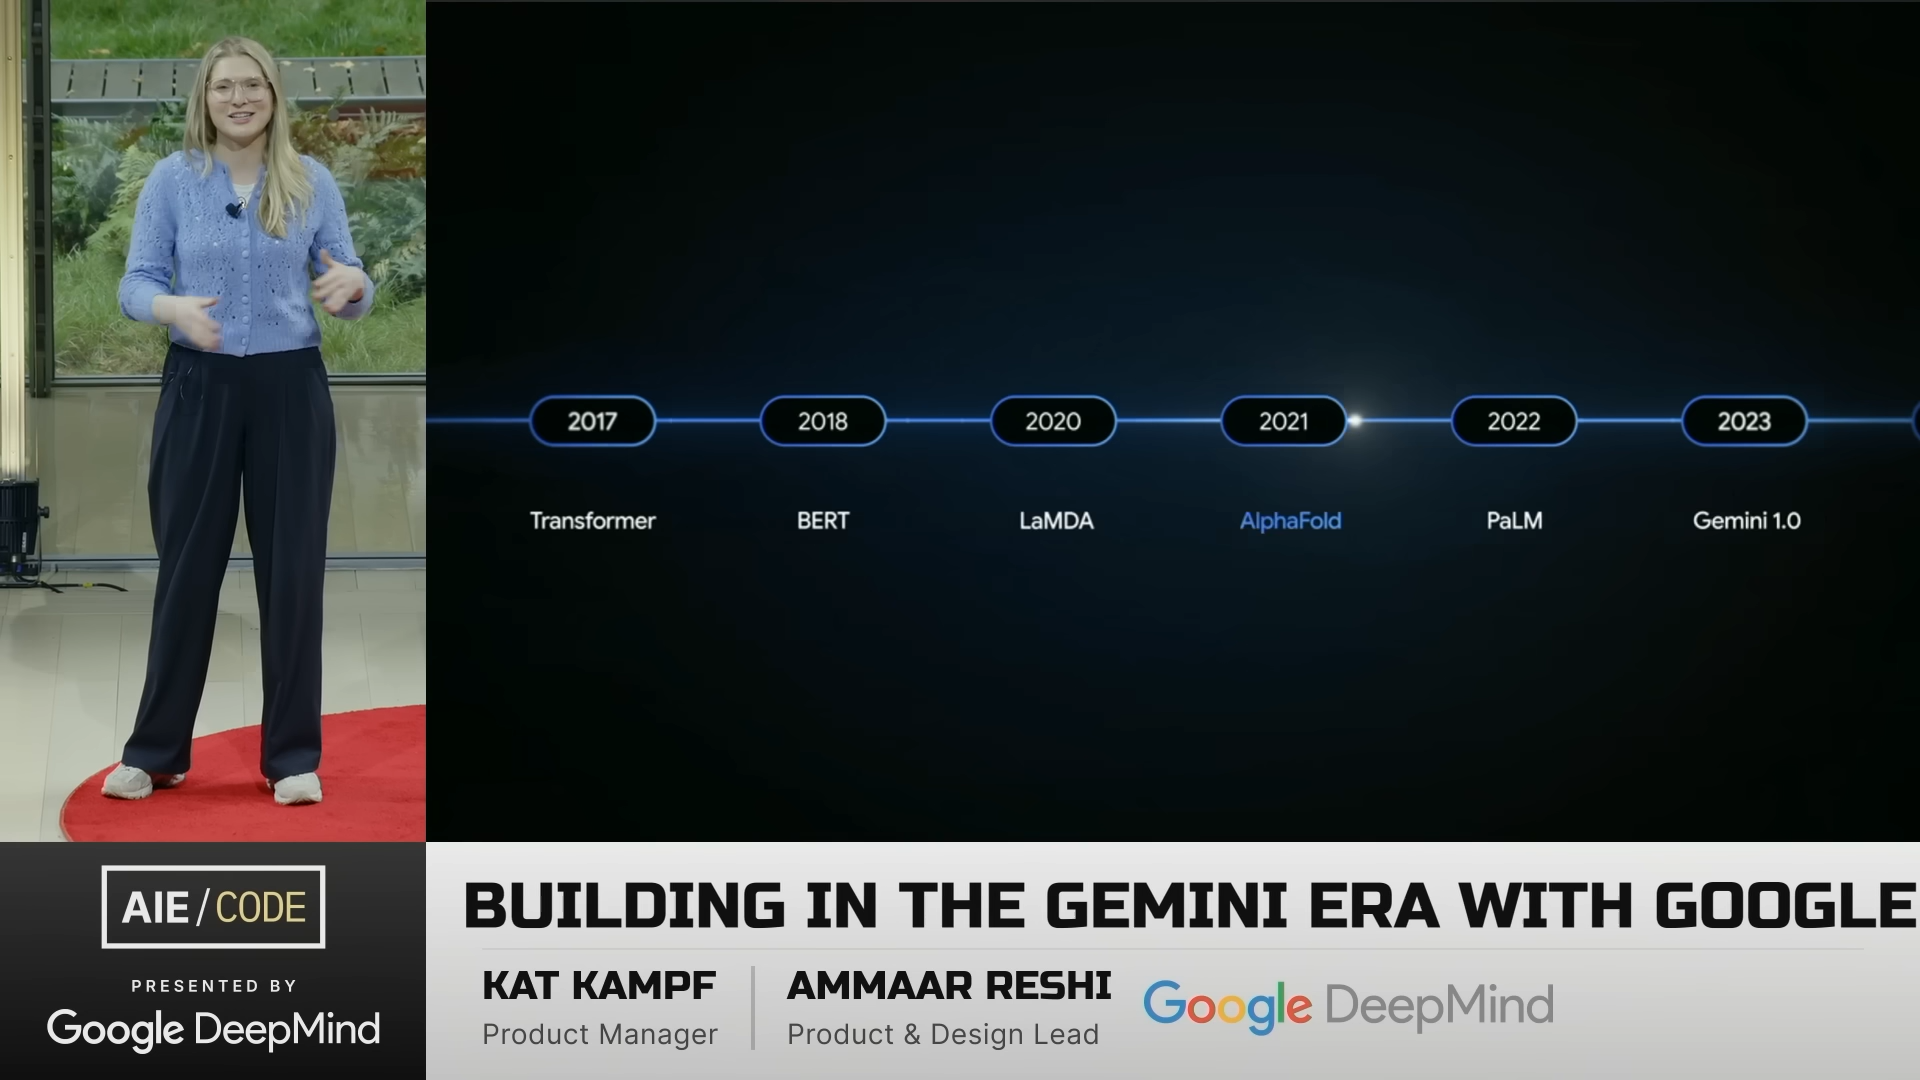 2017 2018 2020 2021 2022 2023
Transformer BERT LaMDA AlphaFold PaLM Gemini 1.0
AIE/CODE
PRESENTED BY
Google DeepMind
BUILDING IN THE GEMINI ERA WITH GOOGLE
KAT KAMPF
Product Manager
AMMAAR RESHI
Product & Design Lead
Google DeepMind